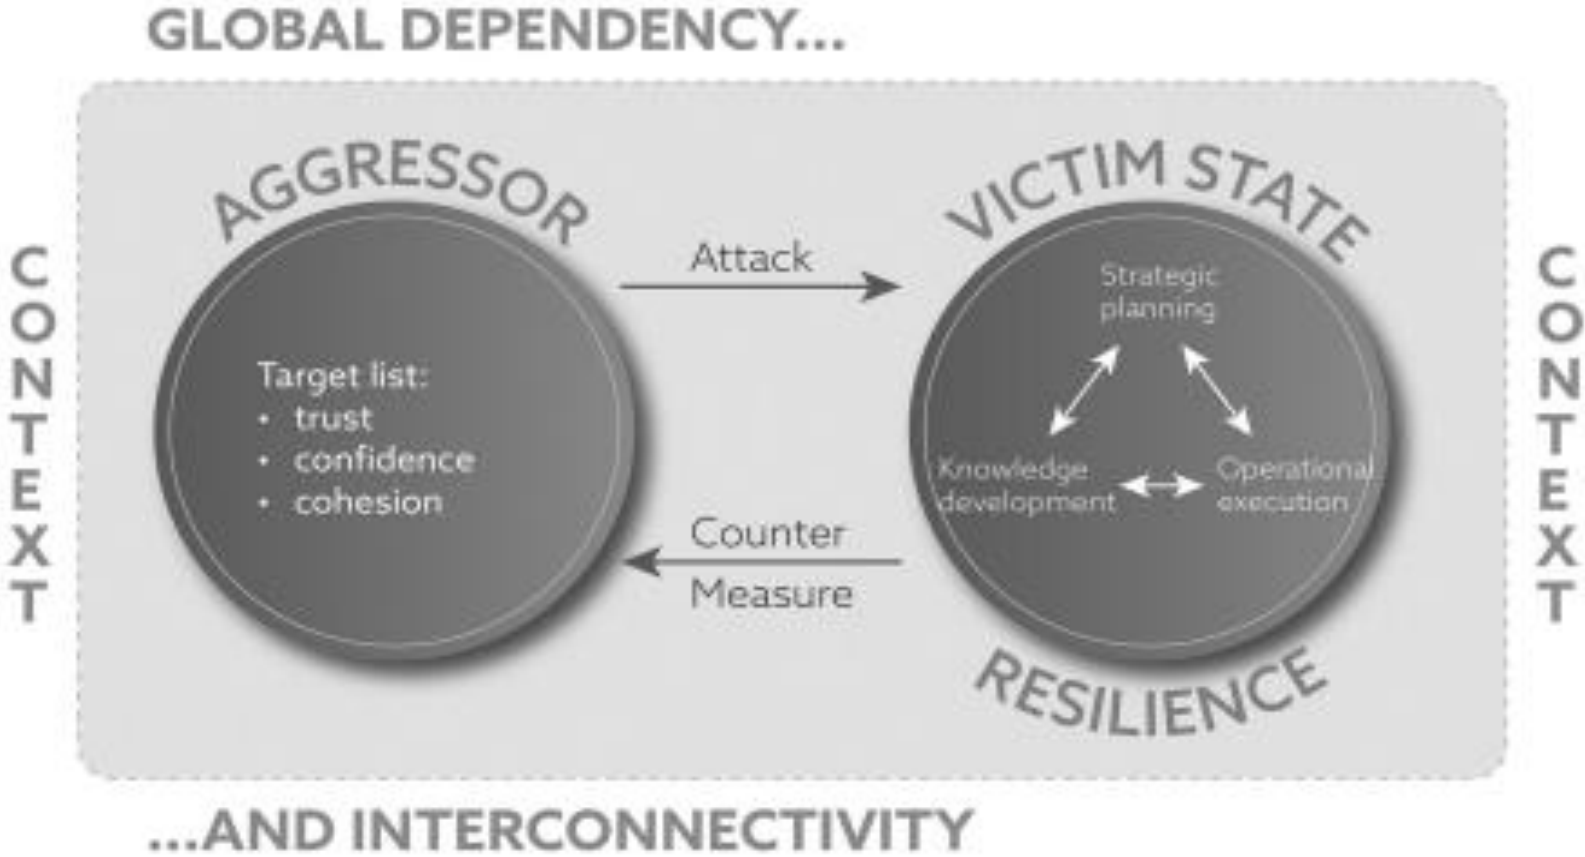 GLOBAL DEPENDENCY...
AGGRESSOR
VICTIM STATE
CONTEXT
CONTEXT
Attack
Strategic
planning
Target list:
• trust
• confidence
• cohesion
Knowledge
development
Operational
execution
Counter
Measure
RESILIENCE
...AND INTERCONNECTIVITY